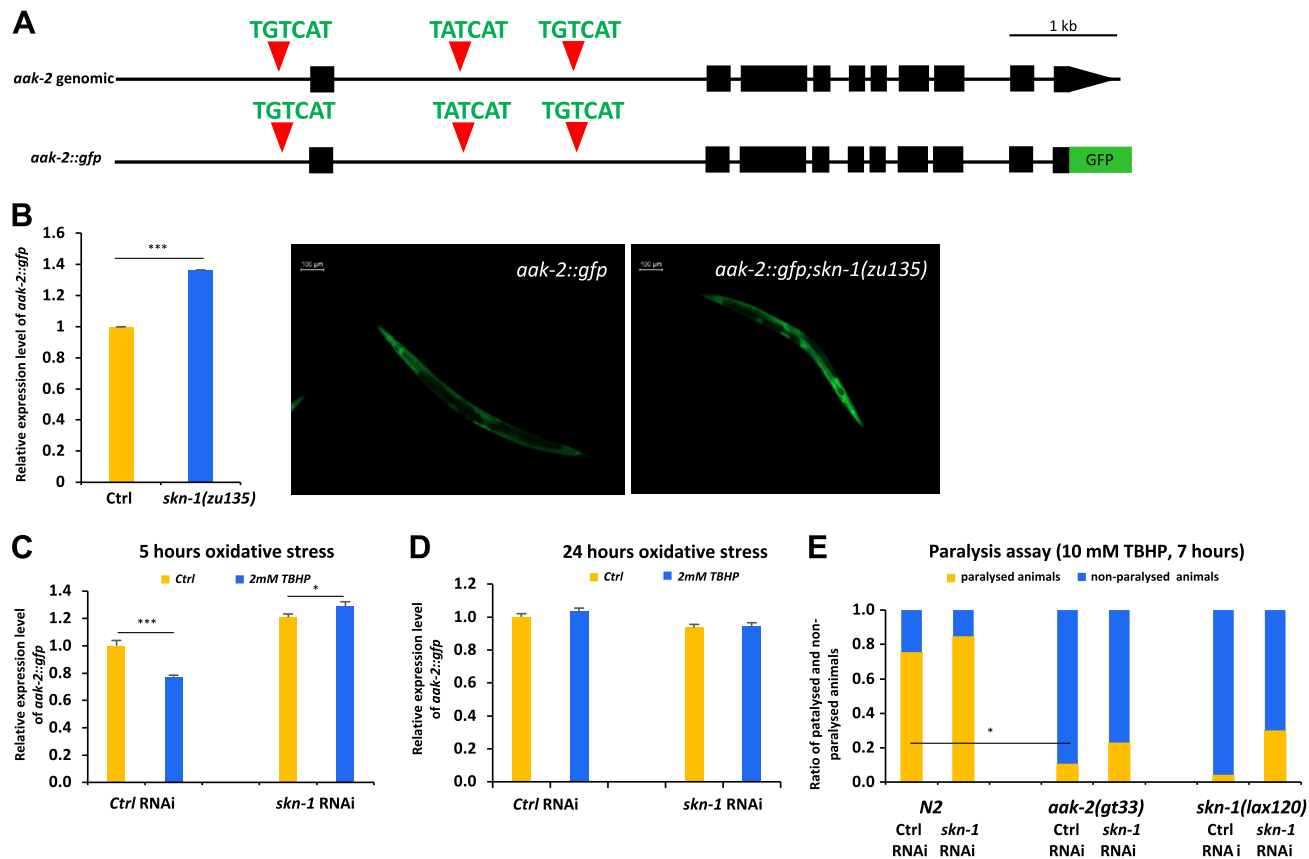 A
TGTCAT TATCAT TGTCAT
1 kb
aak-2 genomic
TGTCAT TATCAT TGTCAT
aak-2::gfp
GFP
B
Relative expression level of aak-2::gfp
1.6
1.4
1.2
1
0.8
0.6
0.4
0.2
0
***
Ctrl skn-1(zu135)
100 µm
aak-2::gfp
100 µm
aak-2::gfp;skn-1(zu135)
C
5 hours oxidative stress
Ctrl 2mM TBHP
Relative expression level
of aak-2::gfp
1.4
1.2
1.0
0.8
0.6
0.4
0.2
0.0
***
*
Ctrl RNAi skn-1 RNAi
D
24 hours oxidative stress
Ctrl 2mM TBHP
Relative expression level
of aak-2::gfp
1.2
1.0
0.8
0.6
0.4
0.2
0.0
Ctrl RNAi skn-1 RNAi
E
Paralysis assay (10 mM TBHP, 7 hours)
paralysed animals non-paralysed animals
Ratio of patalysed and non-
paralysed animals
1.0
0.8
0.6
0.4
0.2
0.0
*
N2 aak-2(gt33) skn-1(lax120)
Ctrl skn-1 Ctrl skn-1 Ctrl skn-1
RNAi RNAi RNAi RNAi RNA i RNAi